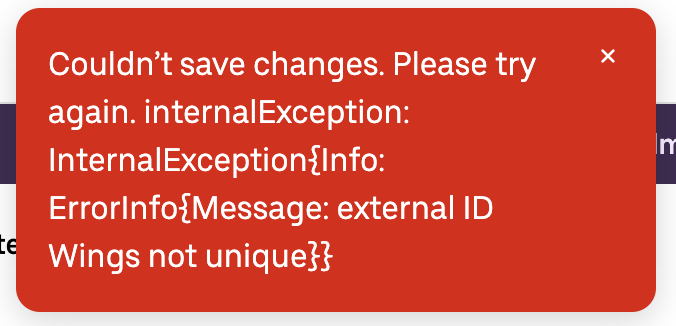 Couldn’t save changes. Please try
again. internalException:
InternalException{Info:
ErrorInfo{Message: external ID
Wings not unique}}